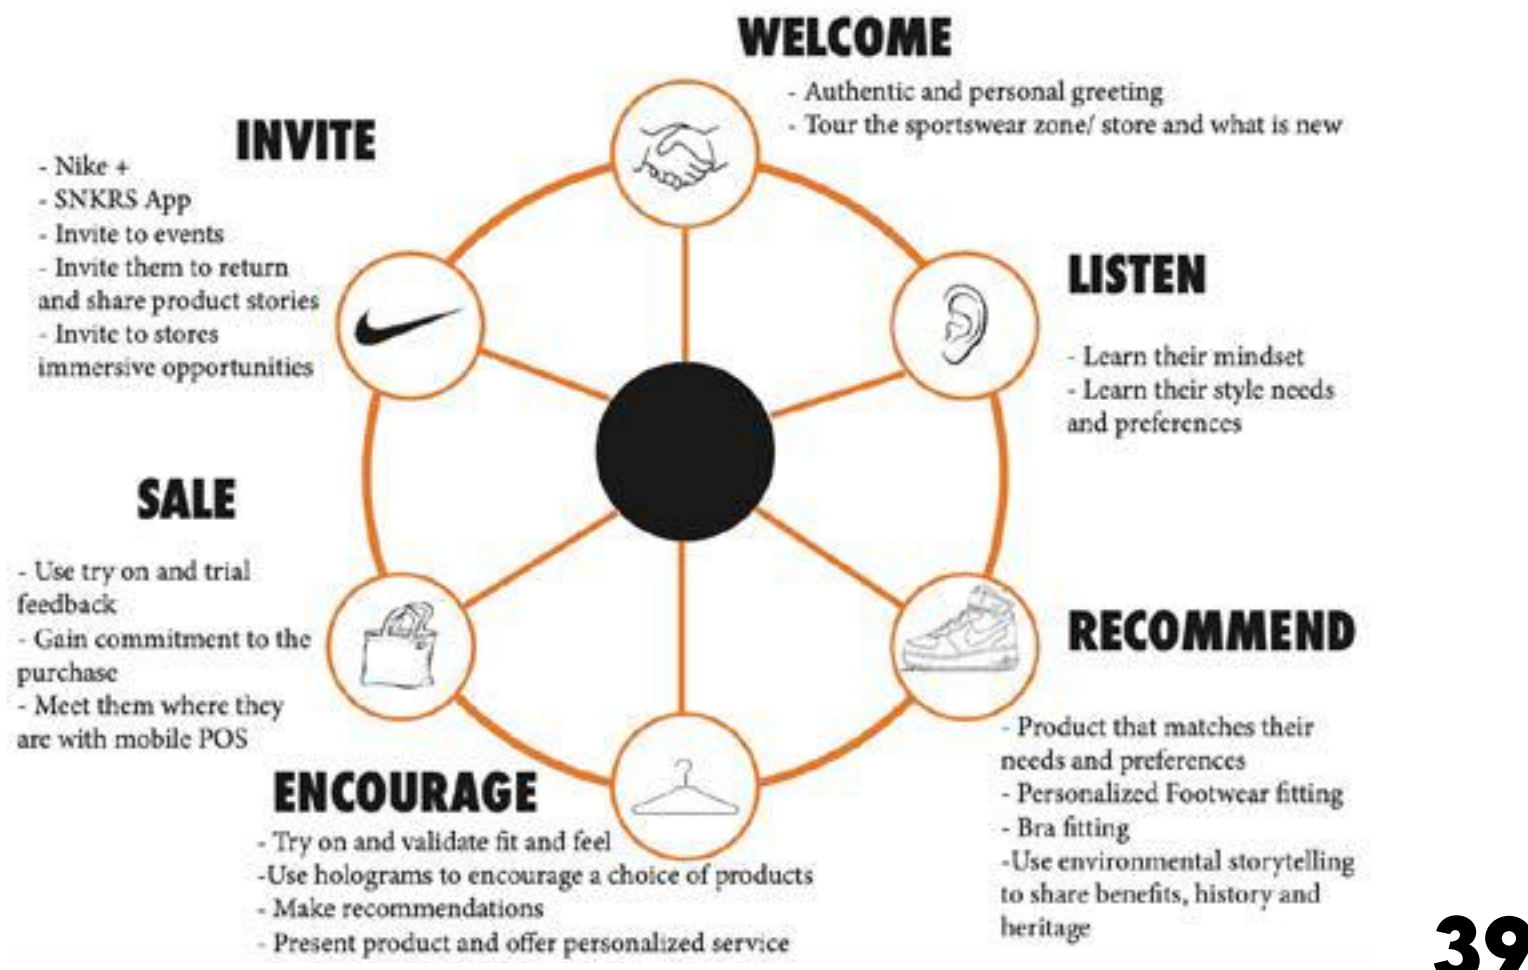 WELCOME
- Authentic and personal greeting
- Tour the sportswear zone/ store and what is new
LISTEN
- Learn their mindset
- Learn their style needs
and preferences
RECOMMEND
- Product that matches their
needs and preferences
- Personalized Footwear fitting
- Bra fitting
-Use environmental storytelling
to share benefits, history and
heritage
ENCOURAGE
- Try on and validate fit and feel
-Use holograms to encourage a choice of products
- Make recommendations
- Present product and offer personalized service
SALE
- Use try on and trial
feedback
- Gain commitment to the
purchase
- Meet them where they
are with mobile POS
INVITE
- Nike +
- SNKRS App
- Invite to events
- Invite them to return
and share product stories
- Invite to stores
immersive opportunities
39